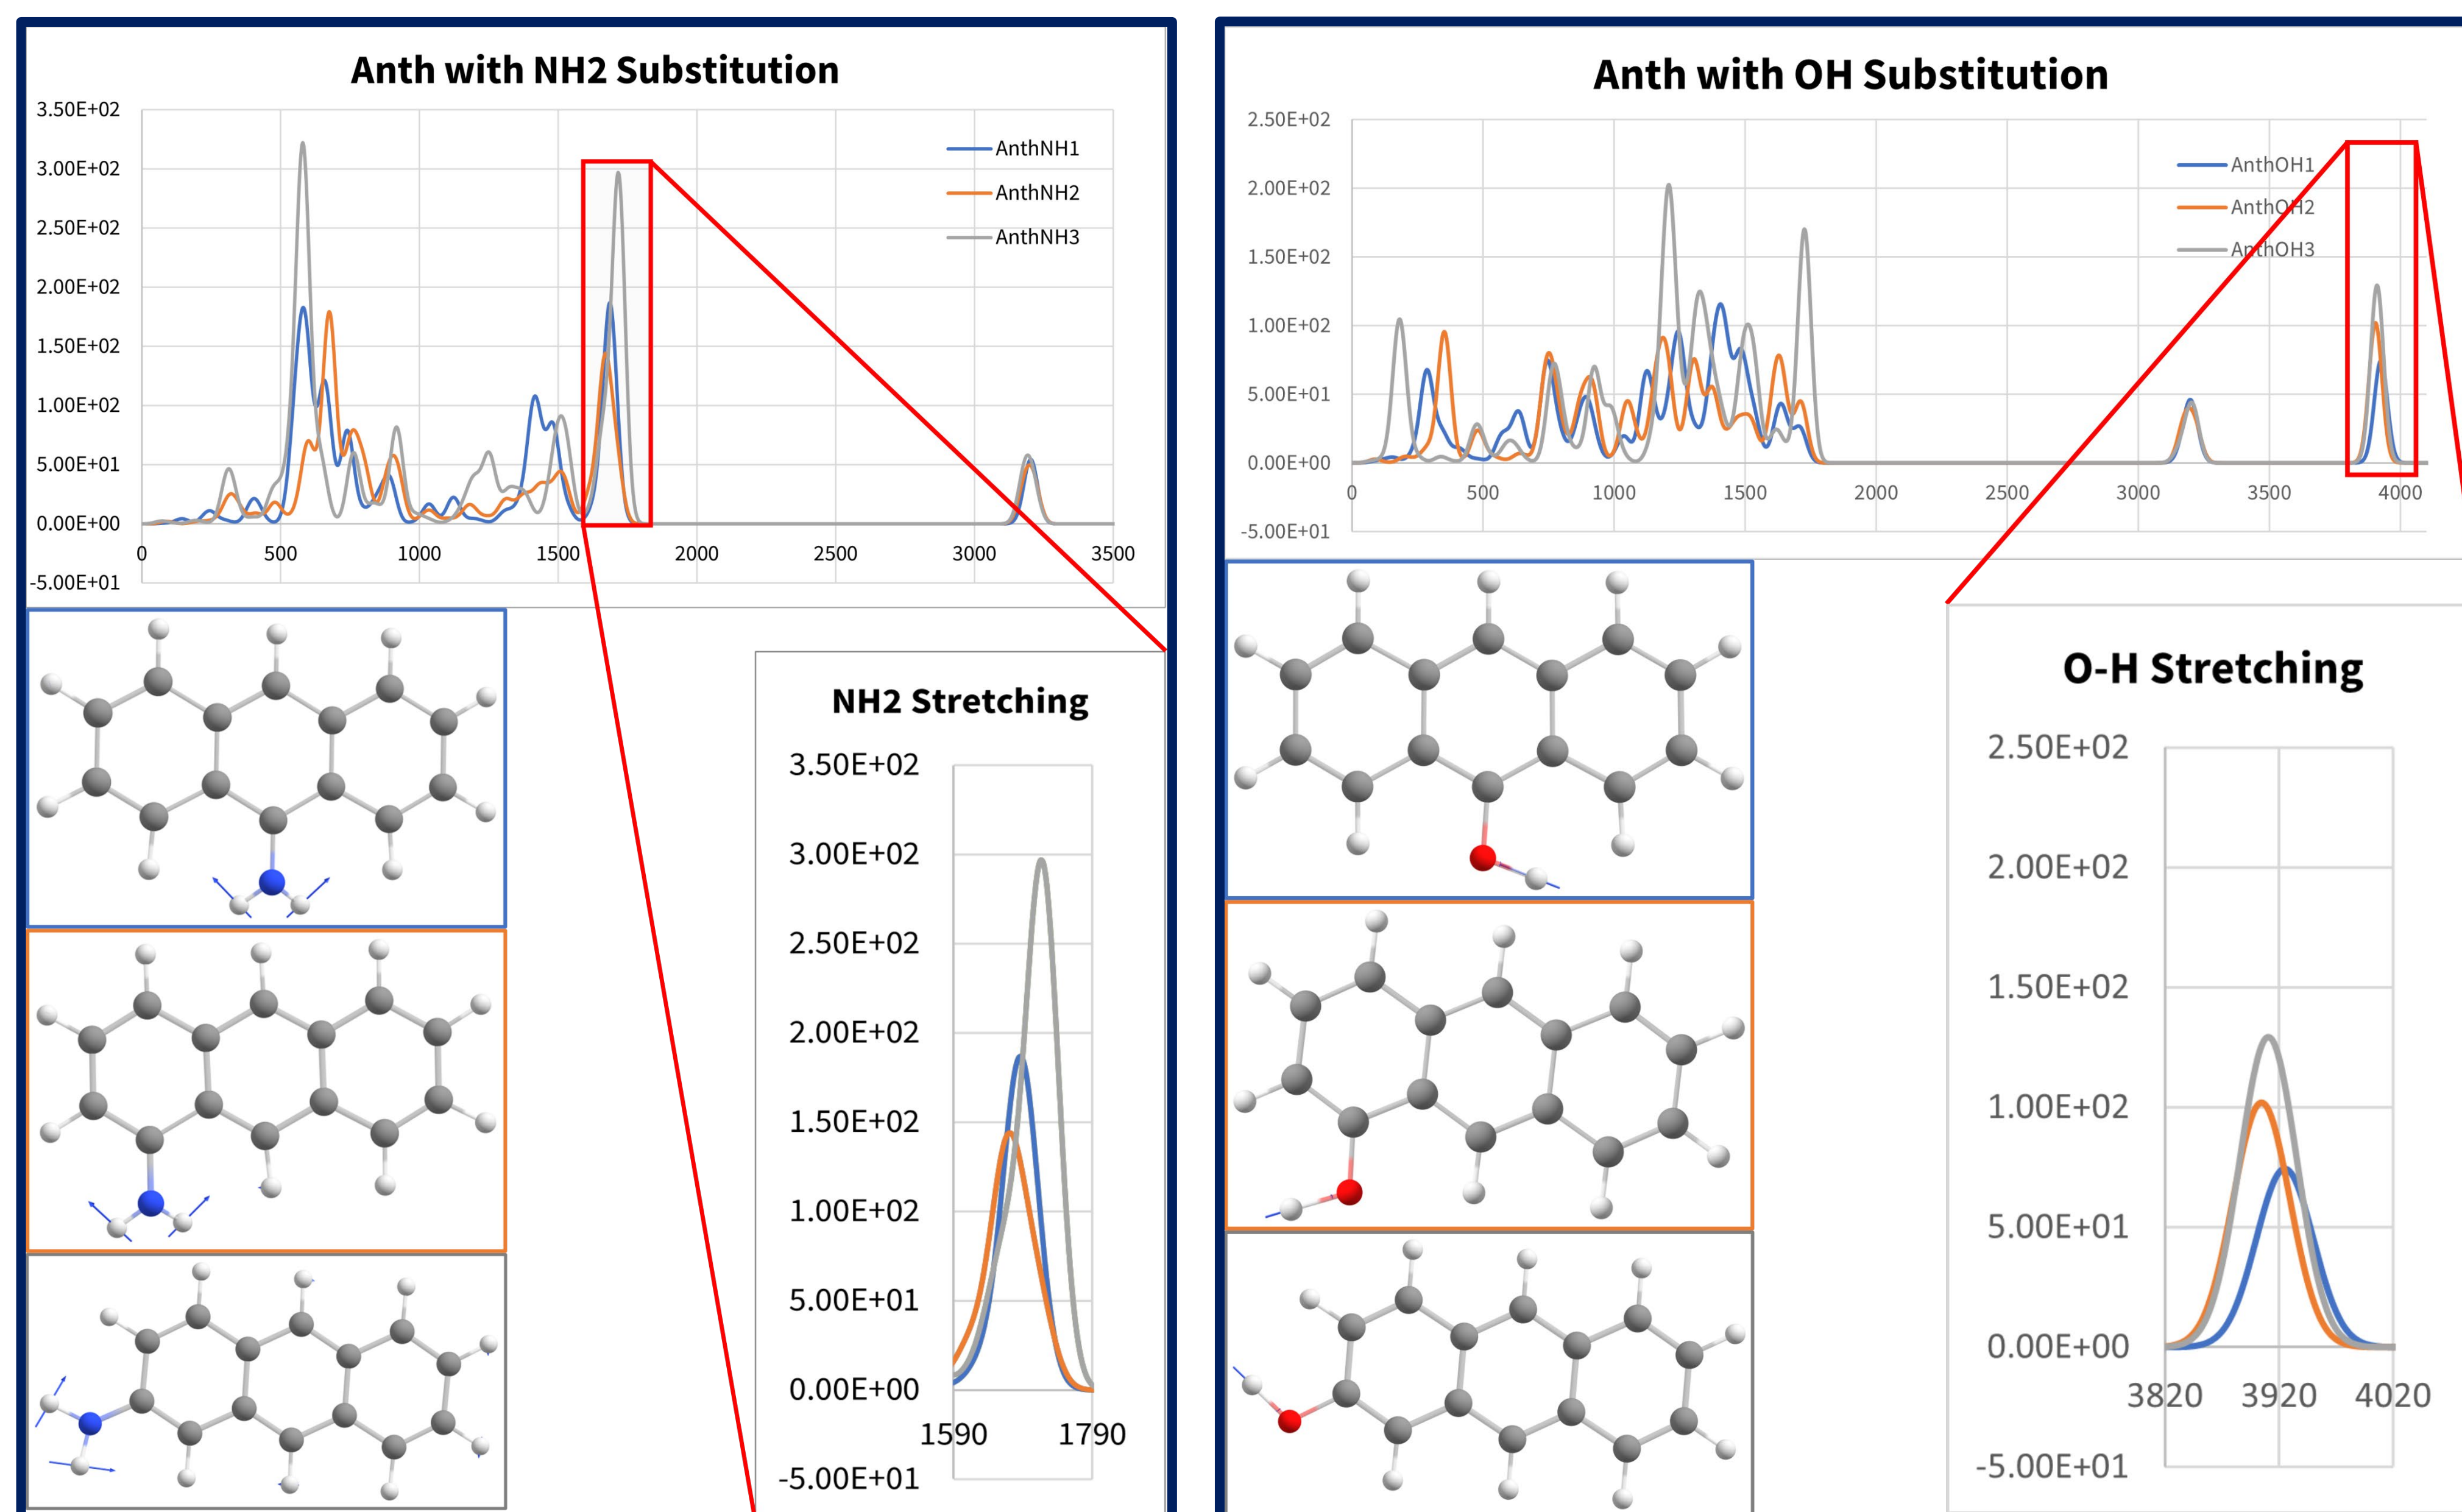 Anth with NH2 Substitution
3.50E+02
3.00E+02
2.50E+02
2.00E+02
1.50E+02
1.00E+02
5.00E+01
0.00E+00
-5.00E+01
0 500 1000 1500 2000 2500 3000 3500
AnthNH1
AnthNH2
AnthNH3
NH2 Stretching
3.50E+02
3.00E+02
2.50E+02
2.00E+02
1.50E+02
1.00E+02
5.00E+01
0.00E+00
-5.00E+01
1590 1790
Anth with OH Substitution
2.50E+02
2.00E+02
1.50E+02
1.00E+02
5.00E+01
0.00E+00
-5.00E+01
0 500 1000 1500 2000 2500 3000 3500 4000
AnthOH1
AnthOH2
AnthOH3
O-H Stretching
2.50E+02
2.00E+02
1.50E+02
1.00E+02
5.00E+01
0.00E+00
-5.00E+01
3820 3920 4020